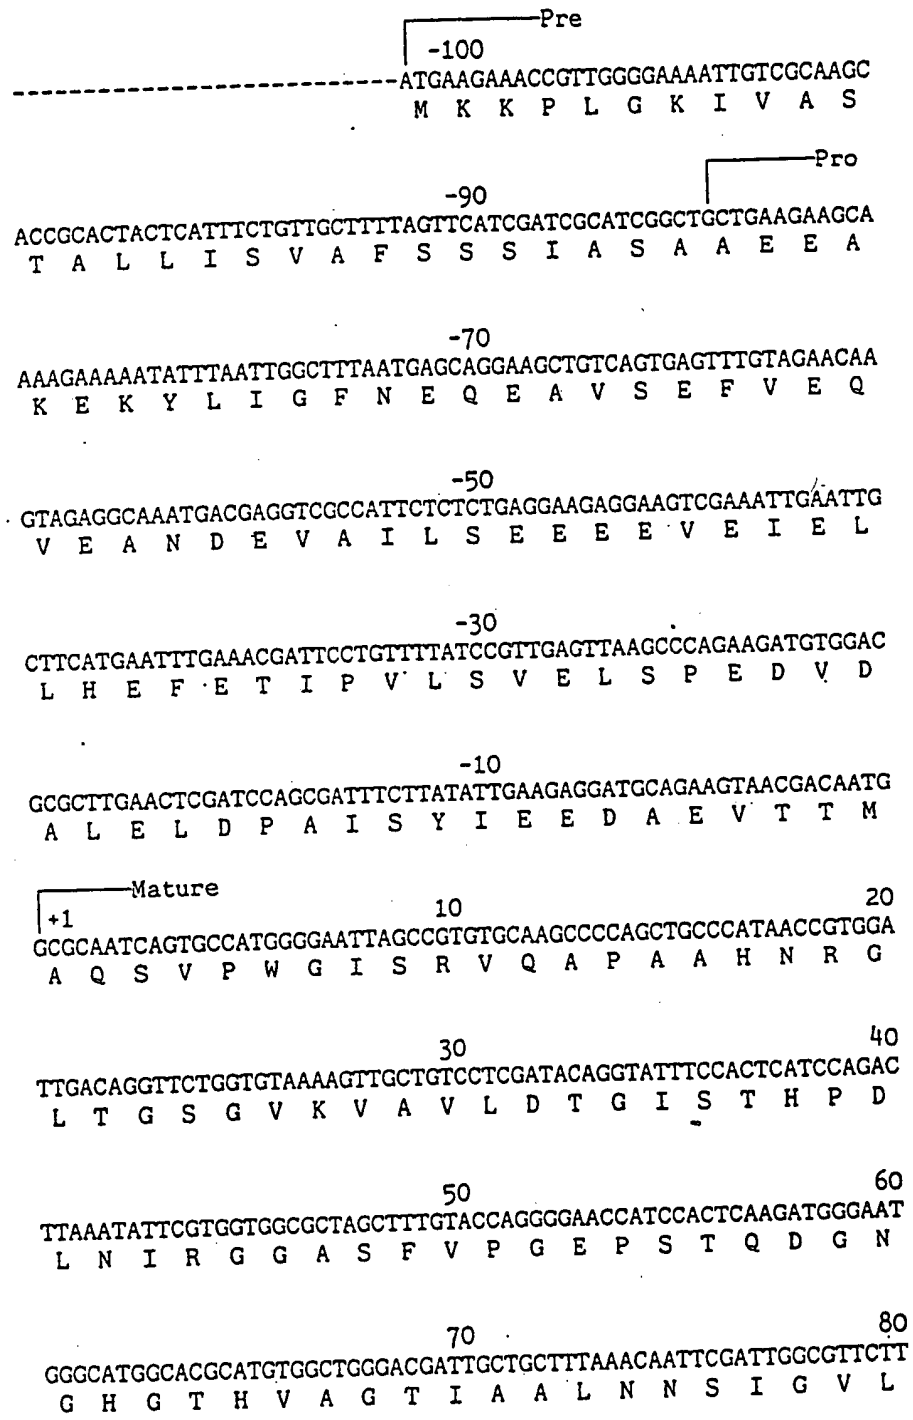 Pre
-100
--------------------------ATGAAGAAACCGTTGGGGAAAATTGTCGCAAGC
M K K P L G K I V A S
Pro
-90
ACCGCACTACTCATTTCTGTTGCTTTTAGTTCATCGATCGCATCGGCTGCTGAAGAAGCA
T A L L I S V A F S S S I A S A A E E A
-70
AAAGAAAAATATTTAATTGGCTTTAATGAGCAGGAAGCTGTCAGTGAGTTTGTAGAACAA
K E K Y L I G F N E Q E A V S E F V E Q
-50
GTAGAGGCAAATGACGAGGTCGCCATTCTCTCTGAGGAAGAGGAAGTCGAAATTGAATTG
V E A N D E V A I L S E E E E V E I E L
-30
CTTCATGAATTTGAAACGATTCCTGTTTTATCCGTTGAGTTAAGCCCAGAAGATGTGGAC
L H E F E T I P V L S V E L S P E D V D
-10
GCGCTTGAACTCGATCCAGCGATTTCTTATATTGAAGAGGATGCAGAAGTAACGACAATG
A L E L D P A I S Y I E E D A E V T T M
Mature
+1 10 20
GCGCAATCAGTGCCATGGGGAATTAGCCGTGTGCAAGCCCCAGCTGCCCATAACCGTGGA
A Q S V P W G I S R V Q A P A A H N R G
30 40
TTGACAGGTTCTGGTGTAAAAGTTGCTGTCCTCGATACAGGTATTTCCACTCATCCAGAC
L T G S G V K V A V L D T G I S T H P D
50 60
TTAAATATTCGTGGTGGCGCTAGCTTTGTACCAGGGGAACCATCCACTCAAGATGGGAAT
L N I R G G A S F V P G E P S T Q D G N
70 80
GGGCATGGCACGCATGTGGCTGGGACGATTGCTGCTTTAAACAATTCGATTGGCGTTCTT
G H G T H V A G T I A A L N N S I G V L